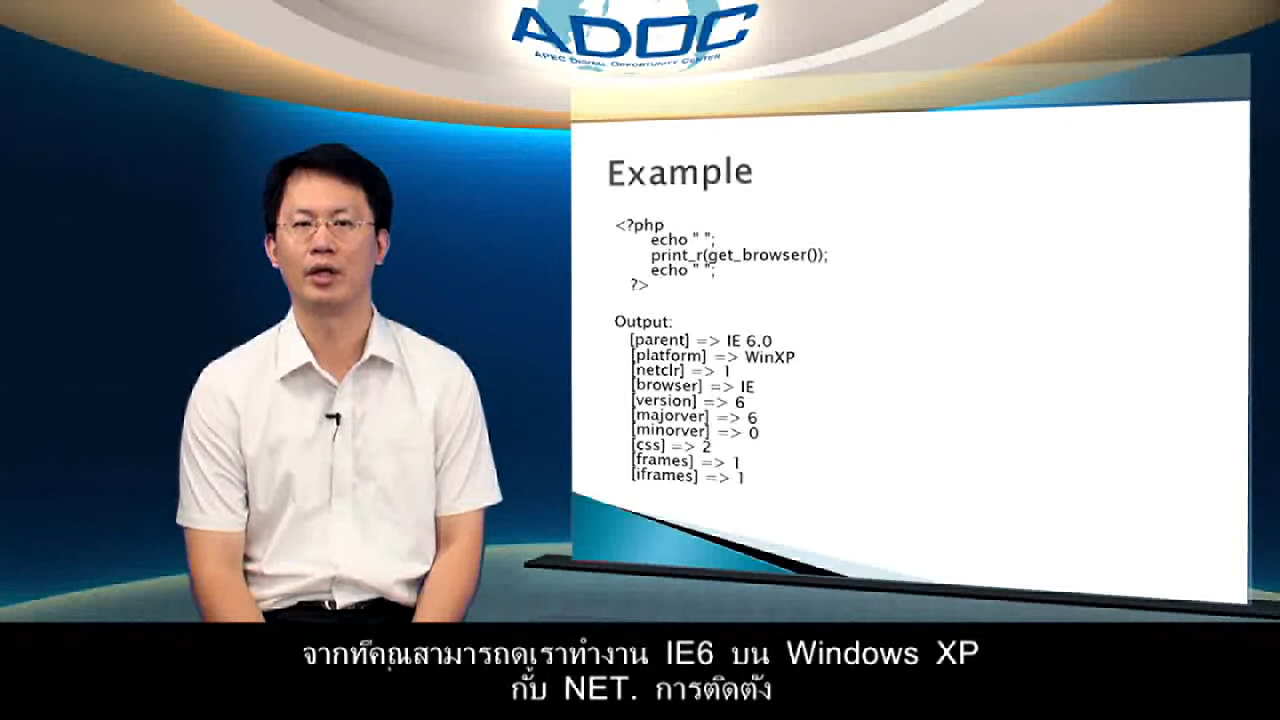 ADOC
APEC DIGITAL OPPORTUNITY CENTER
Example
<?php
echo " ";
print_r(get_browser());
echo " ";
?>
Output:
[parent] => IE 6.0
[platform] => WinXP
[netclr] => 1
[browser] => IE
[version] => 6
[majorver] => 6
[minorver] => 0
[css] => 2
[frames] => 1
[iframes] => 1
จากที่คุณสามารถดูเราทำงาน IE6 บน Windows XP
กับ NET. การติดตั้ง